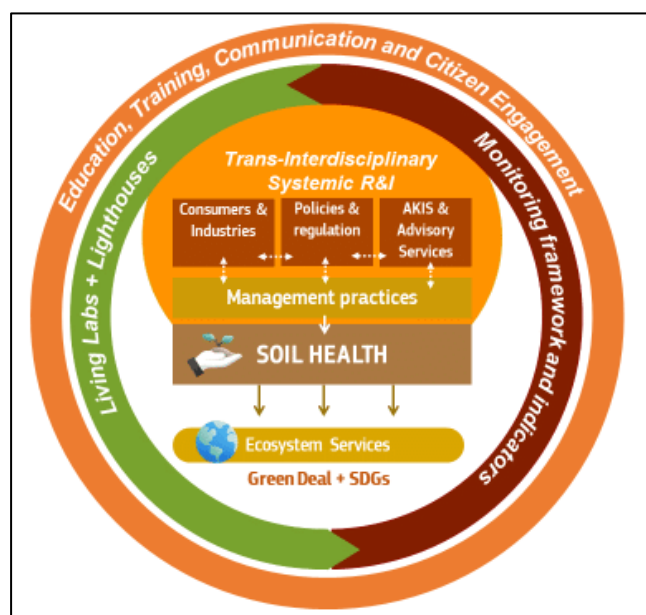 Education, Training, Communication and Citizen Engagement
Living Labs + Lighthouses
Monitoring framework and indicators
Trans-Interdisciplinary
Systemic R&I
Consumers &
Industries
Policies &
regulation
AKIS &
Advisory
Services
Management practices
SOIL HEALTH
Ecosystem Services
Green Deal + SDGs